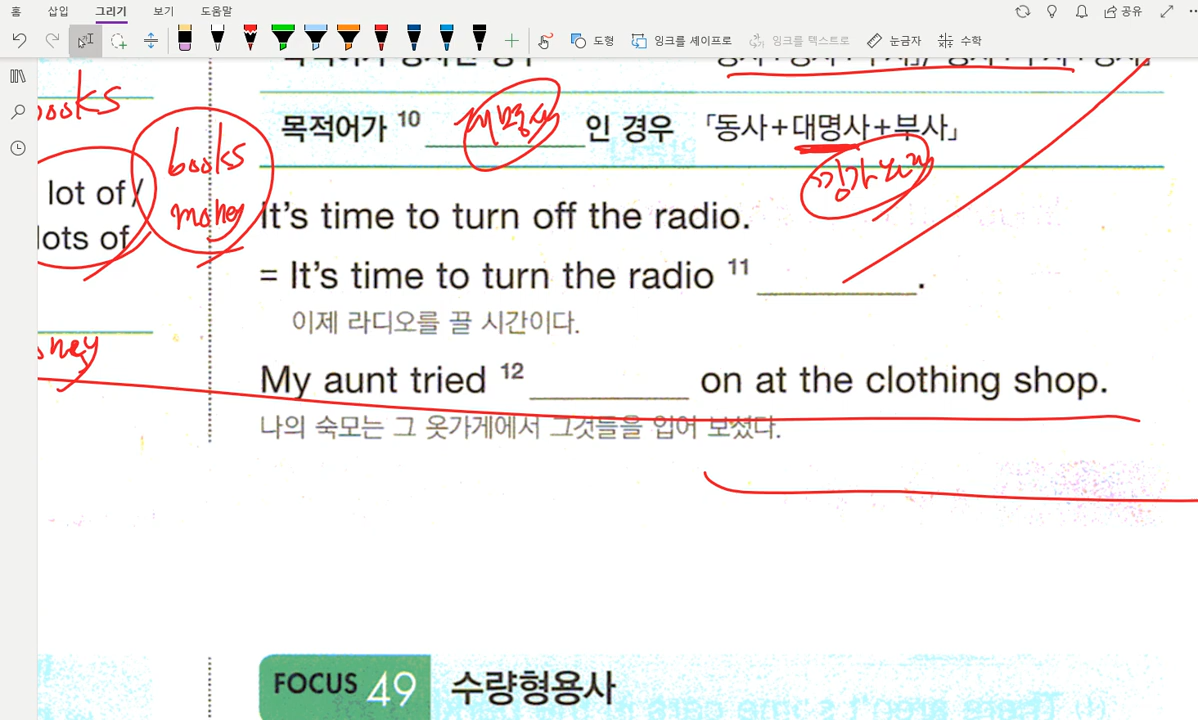 홈 삽입 그리기 보기 도움말
공유
도형 잉크를 셰이프로 잉크를 텍스트로 눈금자 수학
books
목적어가 10 대명사 인 경우 「동사+대명사+부사」
books
money
lot of/
lots of
It's time to turn off the radio.
= It's time to turn the radio 11 ________.
이제 라디오를 끌 시간이다.
My aunt tried 12 ________ on at the clothing shop.
나의 숙모는 그 옷가게에서 그것들을 입어 보셨다.
FOCUS 49 수량형용사